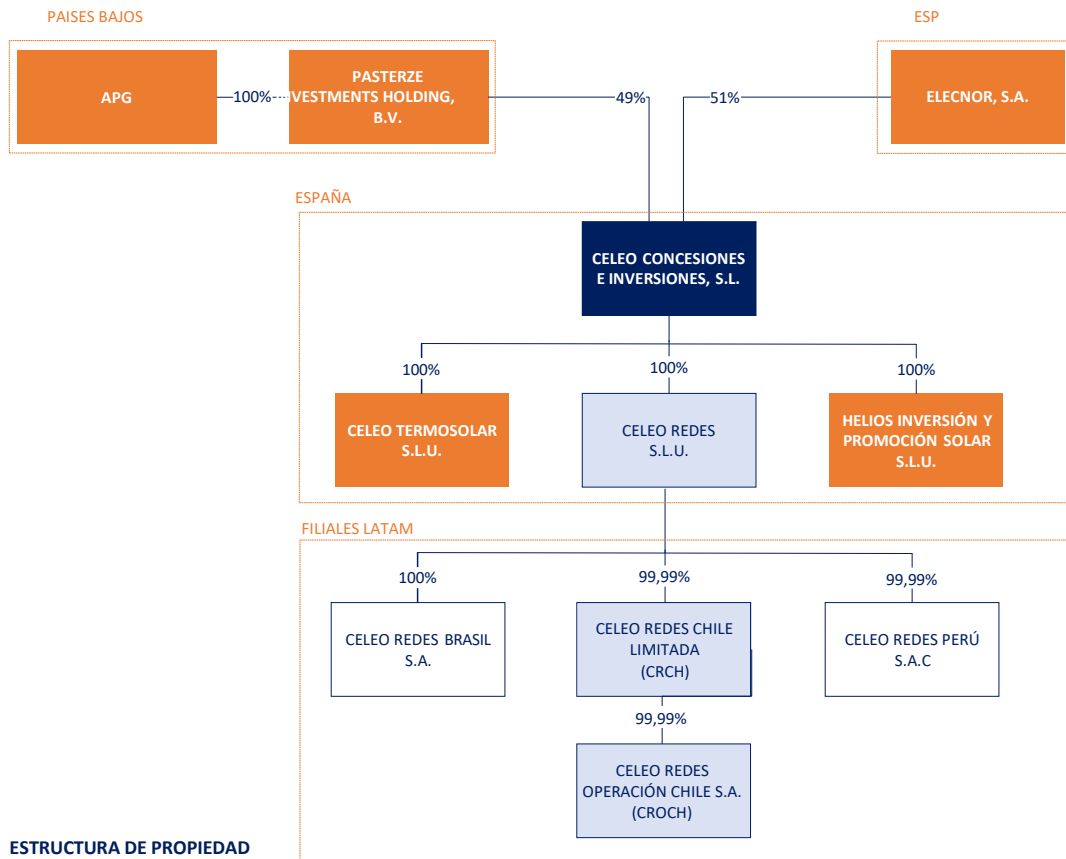 PAISES BAJOS
ESP
APG
100%
PASTERZE
VESTMENTS HOLDING,
B.V.
49%
51%
ELECNOR, S.A.
ESPAÑA
CELEO CONCESIONES
E INVERSIONES, S.L.
100%
100%
100%
CELEO TERMOSOLAR
S.L.U.
CELEO REDES
S.L.U.
HELIOS INVERSIÓN Y
PROMOCIÓN SOLAR
S.L.U.
FILIALES LATAM
100%
99,99%
99,99%
CELEO REDES BRASIL
S.A.
CELEO REDES CHILE
LIMITADA
(CRCH)
CELEO REDES PERÚ
S.A.C
99,99%
CELEO REDES
OPERACIÓN CHILE S.A.
(CROCH)
ESTRUCTURA DE PROPIEDAD